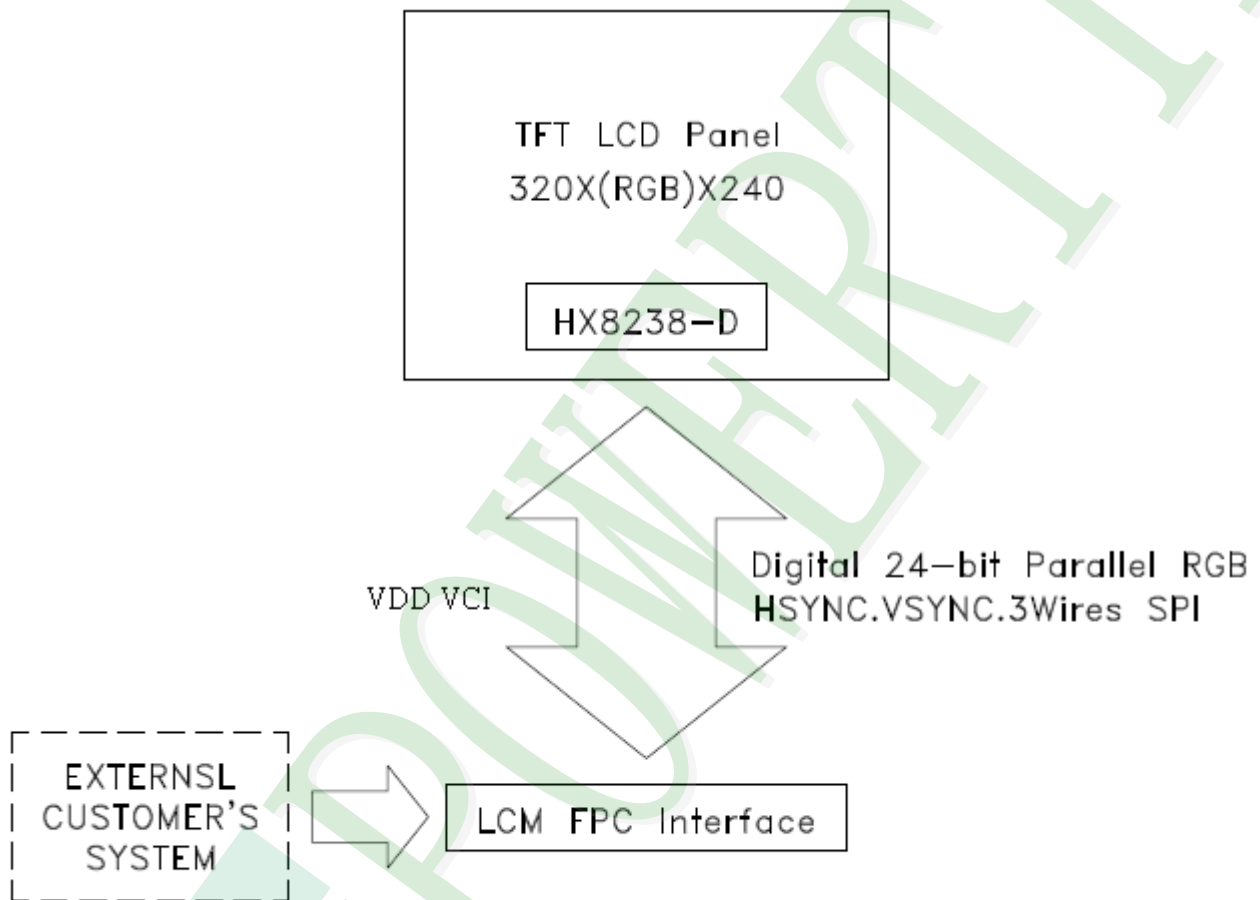 TFT LCD Panel
320X(RGB)X240
HX8238-D
VDD VCI
Digital 24-bit Parallel RGB
HSYNC.VSYNC.3Wires SPI
EXTERNSL
CUSTOMER'S
SYSTEM
LCM FPC Interface
POWERT